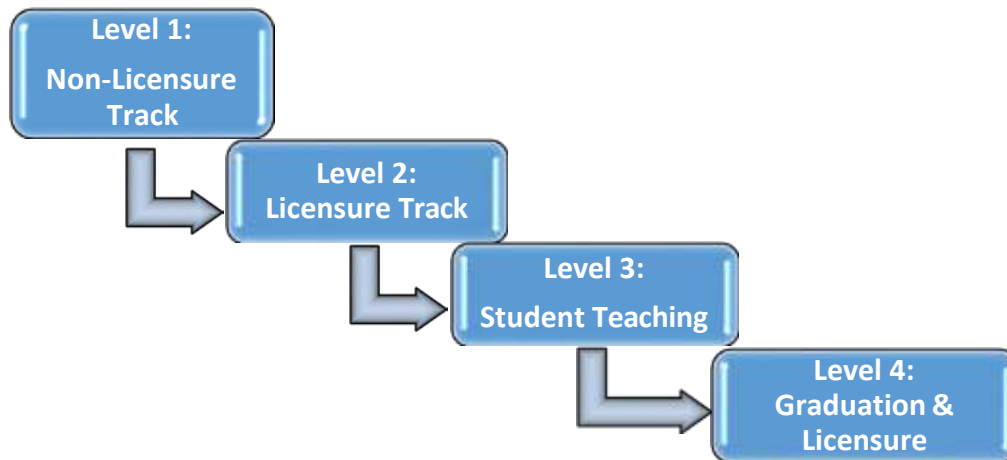 Level 1:
Non-Licensure
Track
Level 2:
Licensure Track
Level 3:
Student Teaching
Level 4:
Graduation &
Licensure